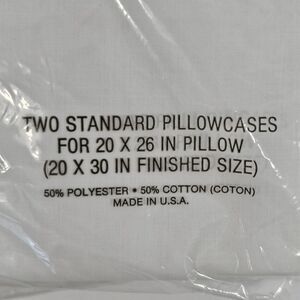 TWO STANDARD PILLOWCASES
FOR 20 X 26 IN PILLOW
(20 X 30 IN FINISHED SIZE)
50% POLYESTER • 50% COTTON (COTON)
MADE IN U.S.A.